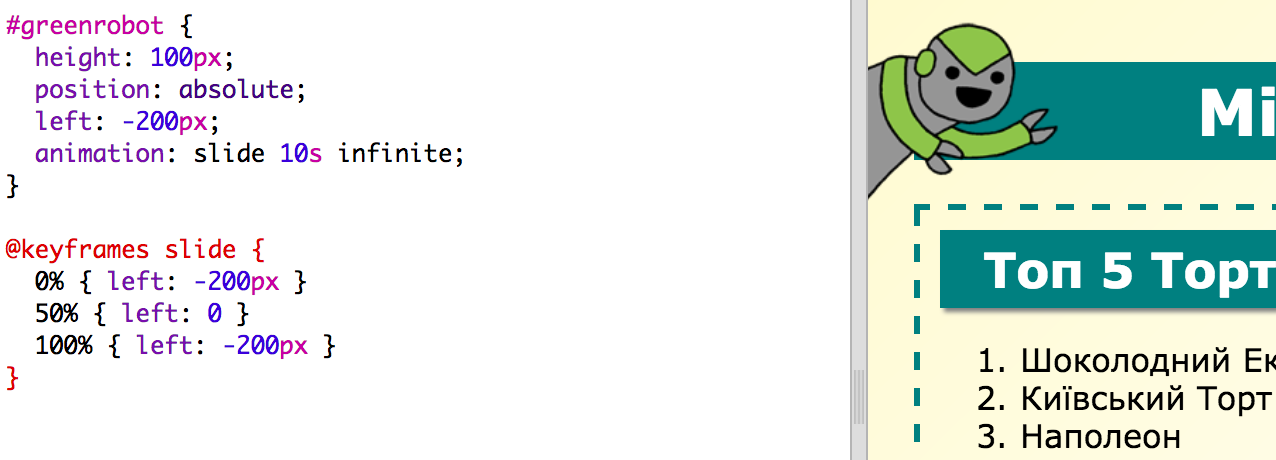 #greenrobot {
  height: 100px;
  position: absolute;
  left: -200px;
  animation: slide 10s infinite;
}

@keyframes slide {
  0% { left: -200px }
  50% { left: 0 }
  100% { left: -200px }
}
Мі
Топ 5 Торт
1. Шоколодний Ек
2. Київський Торт
3. Наполеон